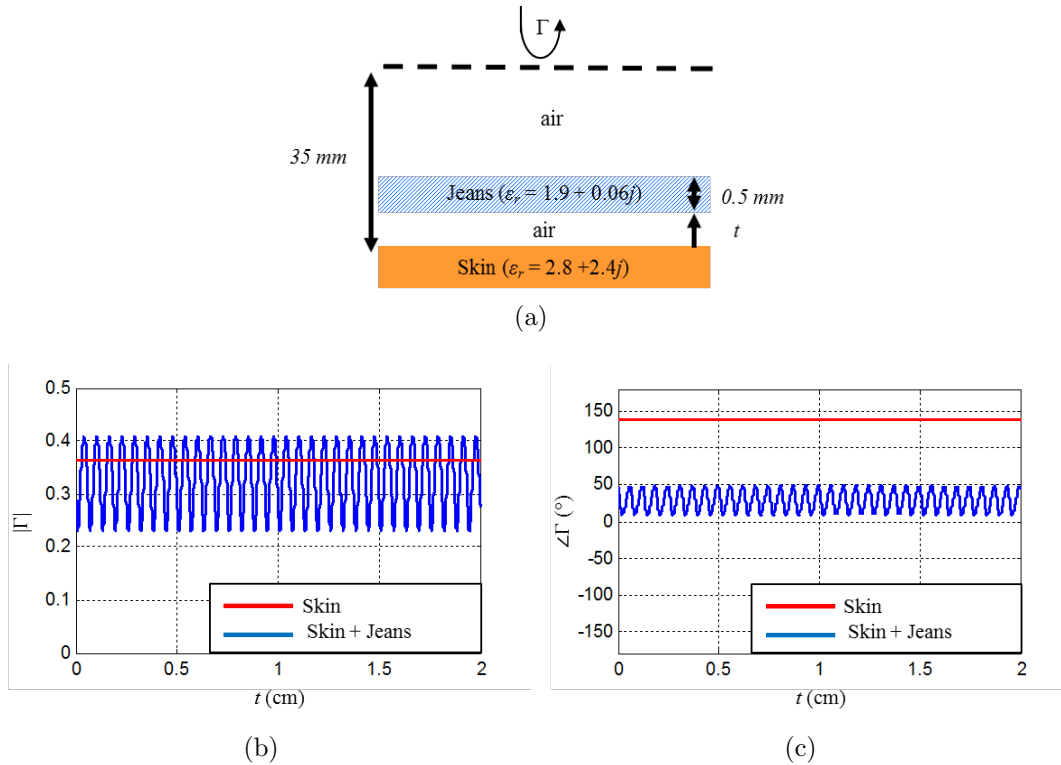 Γ
air
35 mm
Jeans (εr = 1.9 + 0.06j)
0.5 mm
air
t
Skin (εr = 2.8 +2.4j)
(a)
0.5
0.4
0.3
0.2
0.1
0
|Γ|
Skin
Skin + Jeans
0 0.5 1 1.5 2
t (cm)
(b)
150
100
50
0
-50
-100
-150
∠Γ (°)
Skin
Skin + Jeans
0 0.5 1 1.5 2
t (cm)
(c)